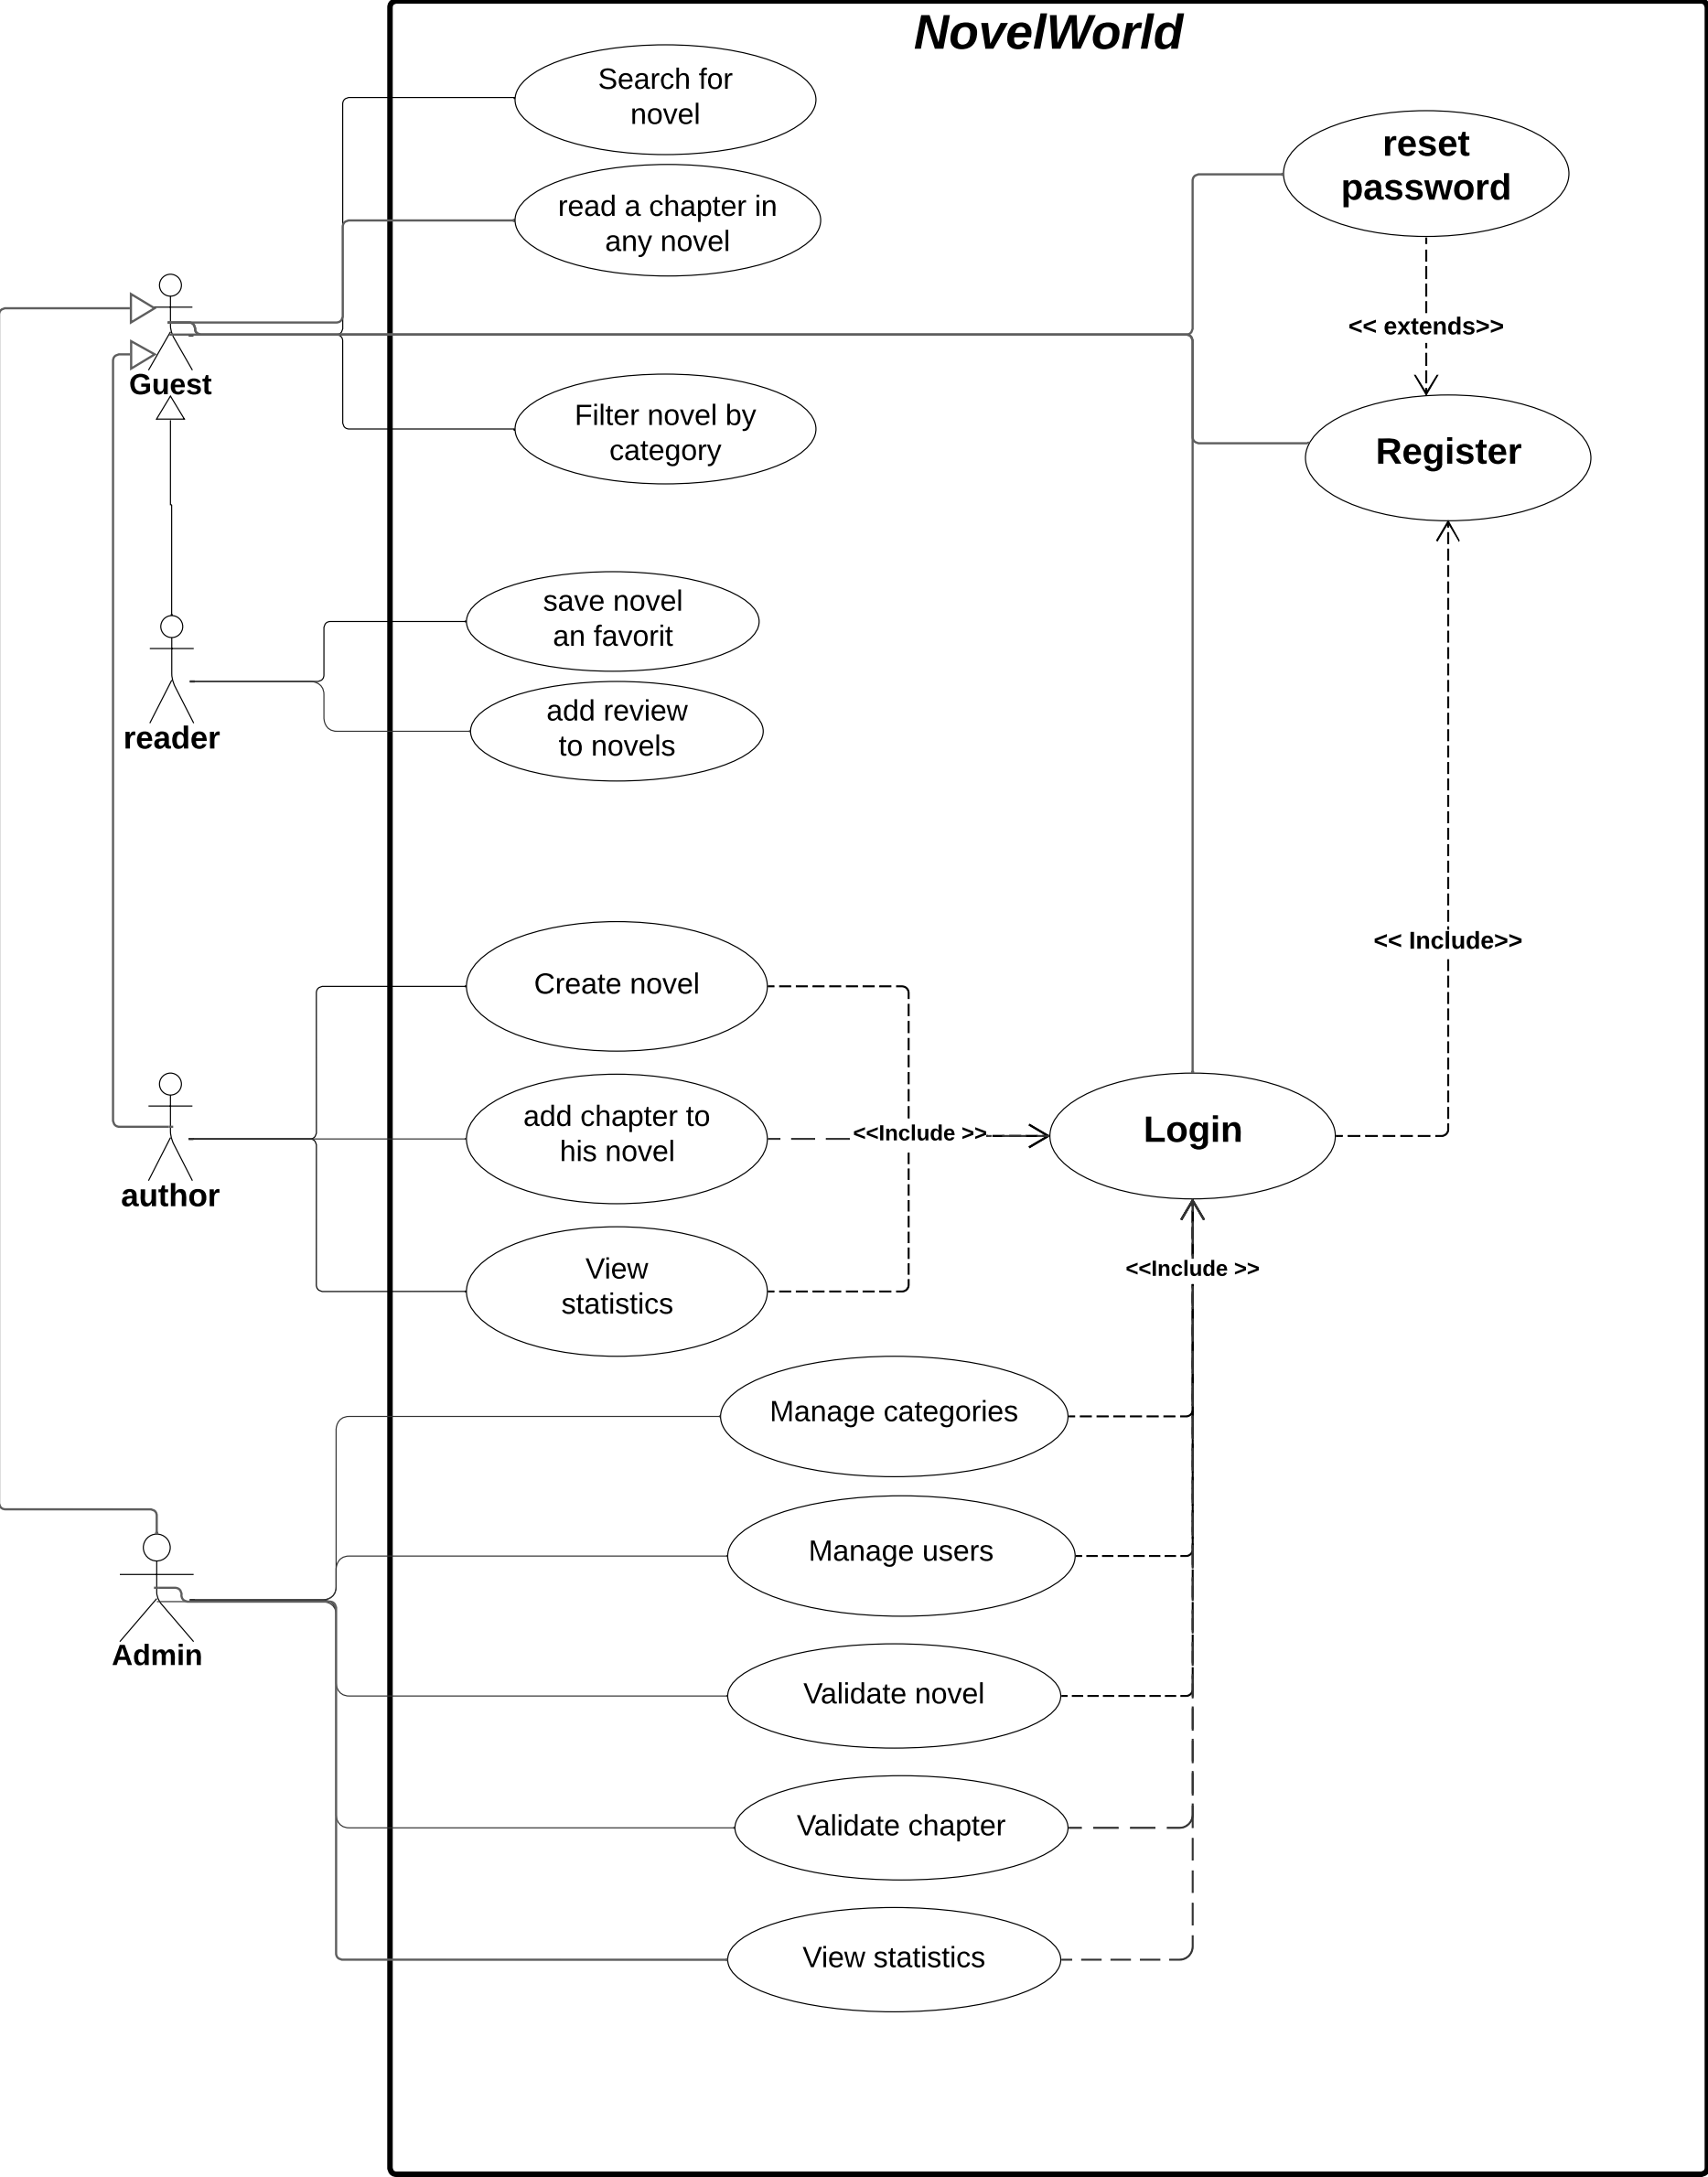 NovelWorld
Search for
novel
reset
password
read a chapter in
any novel
<< extends>>
Guest
Filter novel by
category
Register
save novel
an favorit
add review
to novels
reader
<< Include>>
Create novel
add chapter to
his novel
<<Include >>
Login
author
View
statistics
<<Include >>
Manage categories
Manage users
Admin
Validate novel
Validate chapter
View statistics